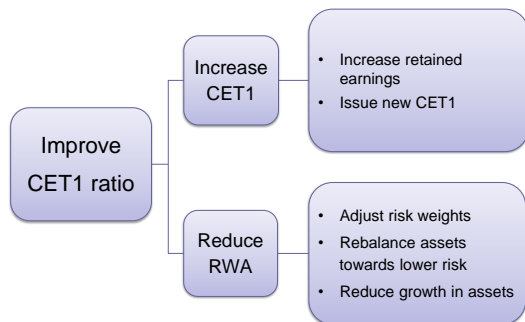 Improve
CET1 ratio
Increase
CET1
• Increase retained
earnings
• Issue new CET1
Reduce
RWA
• Adjust risk weights
• Rebalance assets
towards lower risk
• Reduce growth in assets